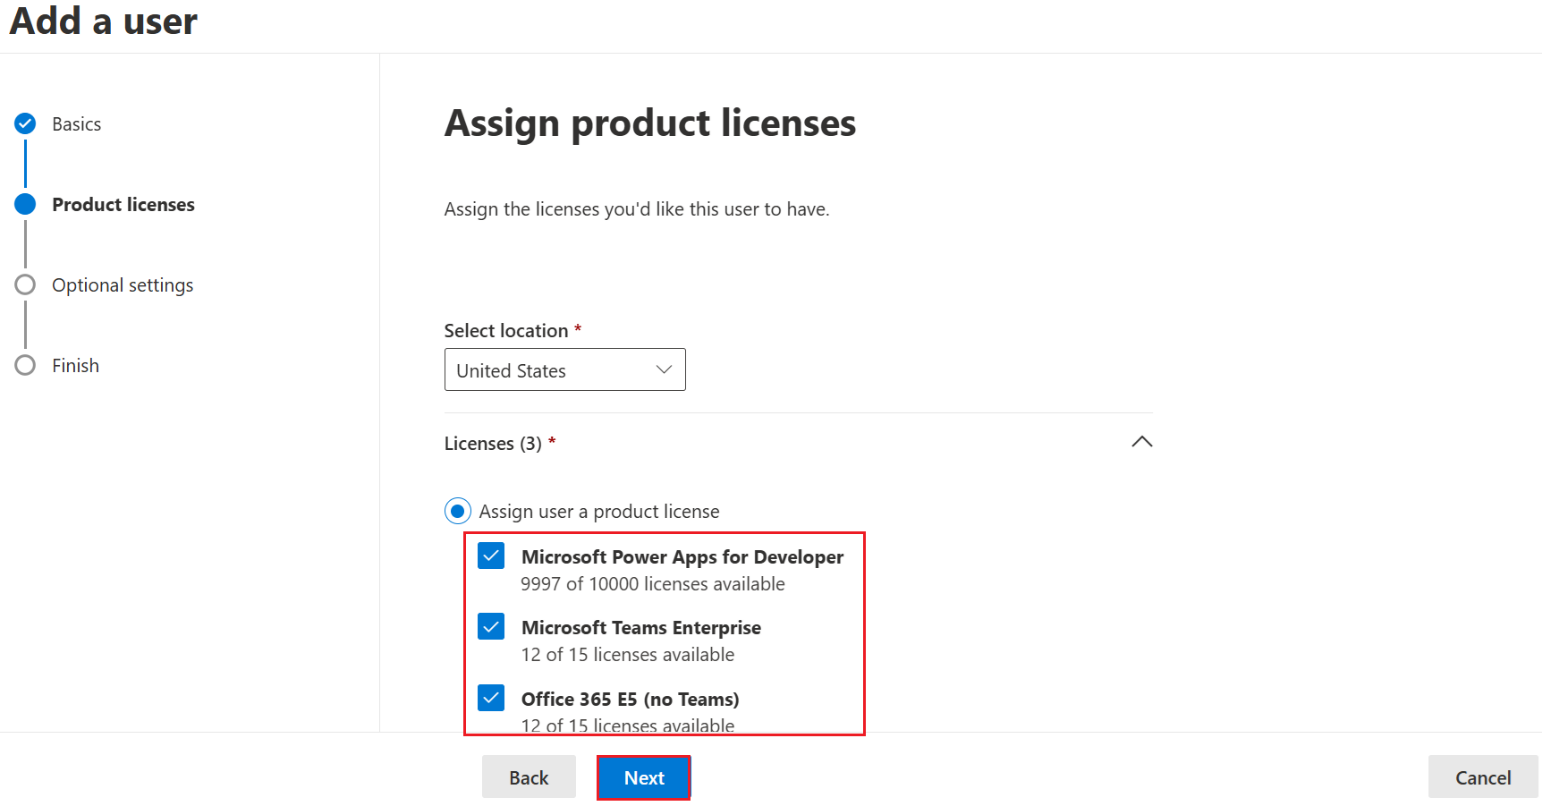 Add a user
Basics
Product licenses
Optional settings
Finish
Assign product licenses
Assign the licenses you'd like this user to have.
Select location *
United States
Licenses (3) *
Assign user a product license
Microsoft Power Apps for Developer
9997 of 10000 licenses available
Microsoft Teams Enterprise
12 of 15 licenses available
Office 365 E5 (no Teams)
12 of 15 licenses available
Back
Next
Cancel